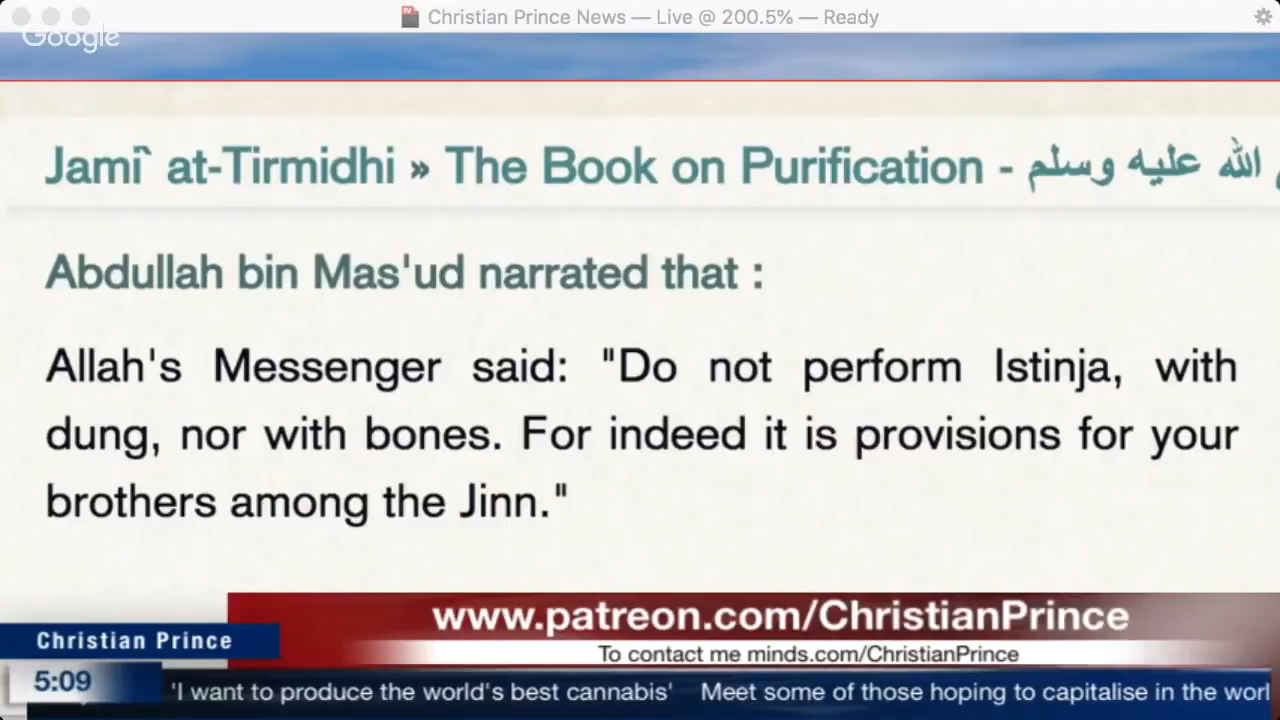 Christian Prince News — Live @ 200.5% — Ready
Google
Jami` at-Tirmidhi » The Book on Purification - الله عليه وسلم
Abdullah bin Mas'ud narrated that :
Allah's Messenger said: "Do not perform Istinja, with
dung, nor with bones. For indeed it is provisions for your
brothers among the Jinn."
www.patreon.com/ChristianPrince
Christian Prince
To contact me minds.com/ChristianPrince
5:09
'I want to produce the world's best cannabis' Meet some of those hoping to capitalise in the worl